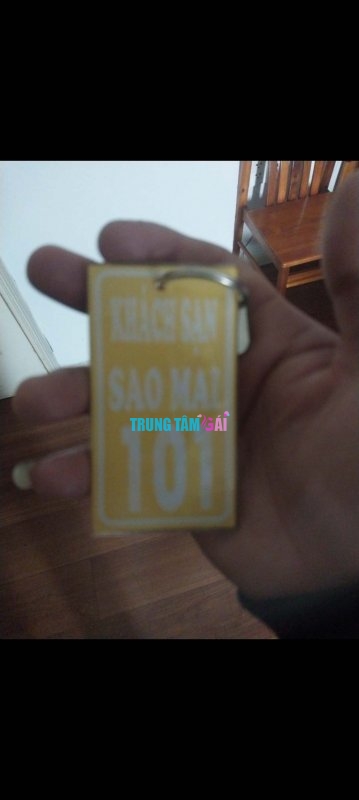 KHÁCH SẠN
SAO MAI
TRUNG TÂM GÁI
101